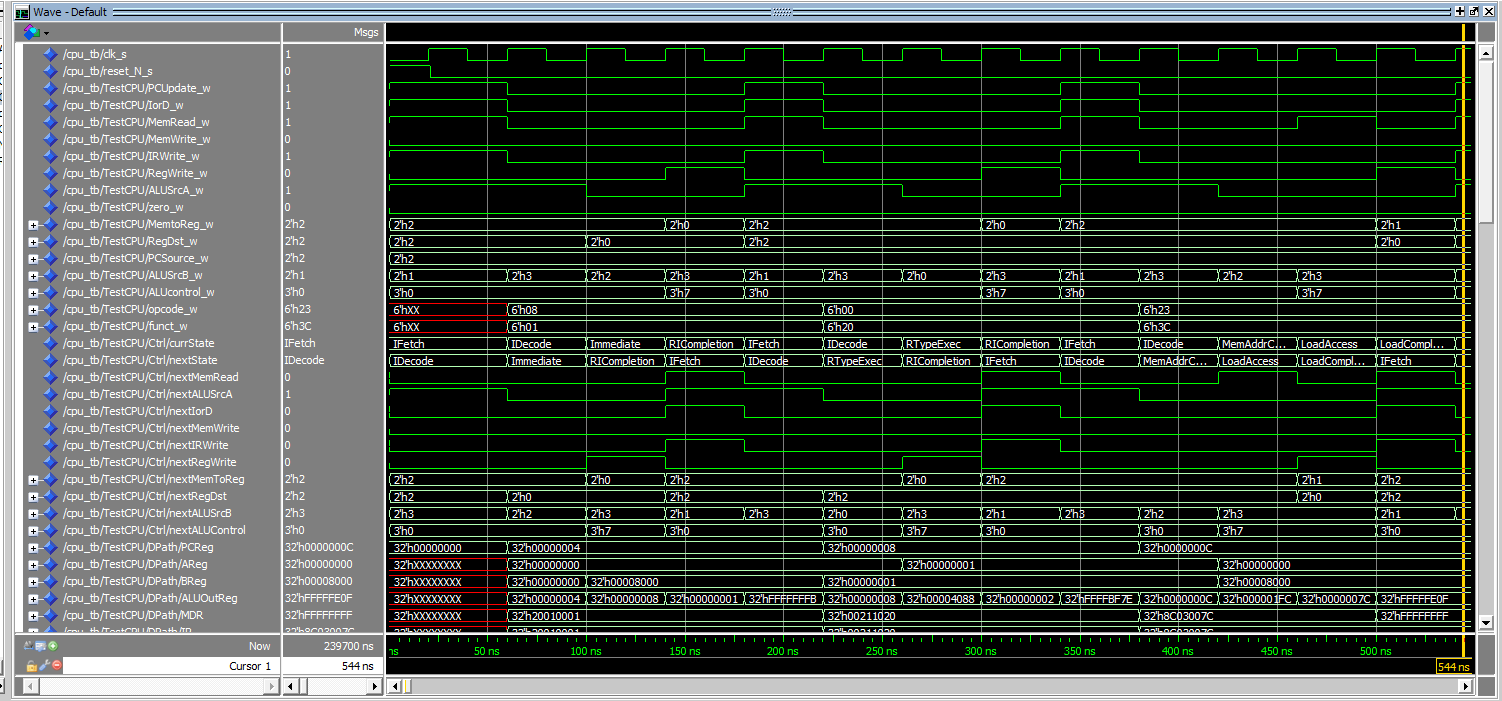 Wave - Default
Msgs
/cpu_tb/clk_s 1
/cpu_tb/reset_N_s 0
/cpu_tb/TestCPU/PCUpdate_w 1
/cpu_tb/TestCPU/IorD_w 1
/cpu_tb/TestCPU/MemRead_w 1
/cpu_tb/TestCPU/MemWrite_w 0
/cpu_tb/TestCPU/IRWrite_w 1
/cpu_tb/TestCPU/RegWrite_w 0
/cpu_tb/TestCPU/ALUSrcA_w 1
/cpu_tb/TestCPU/zero_w 0
/cpu_tb/TestCPU/MemtoReg_w 2'h2 2'h2 2'h0 2'h2 2'h0 2'h2 2'h1
/cpu_tb/TestCPU/RegDst_w 2'h2 2'h2 2'h0 2'h2 2'h0
/cpu_tb/TestCPU/PCSource_w 2'h2 2'h2
/cpu_tb/TestCPU/ALUSrcB_w 2'h1 2'h1 2'h3 2'h2 2'h3 2'h1 2'h3 2'h0 2'h3 2'h1 2'h3 2'h2 2'h3
/cpu_tb/TestCPU/ALUcontrol_w 3'h0 3'h0 3'h7 3'h0 3'h7 3'h0 3'h7
/cpu_tb/TestCPU/opcode_w 6'h23 6'hXX 6'h08 6'h00 6'h23
/cpu_tb/TestCPU/funct_w 6'h3C 6'hXX 6'h01 6'h20 6'h3C
/cpu_tb/TestCPU/Ctrl/currState IFetch IFetch IDecode Immediate RICompletion IFetch IDecode RTypeExec RICompletion IFetch IDecode MemAddrC... LoadAccess LoadCompl...
/cpu_tb/TestCPU/Ctrl/nextState IDecode IDecode Immediate RICompletion IFetch IDecode RTypeExec RICompletion IFetch IDecode MemAddrC... LoadAccess LoadCompl... IFetch
/cpu_tb/TestCPU/Ctrl/nextMemRead 0
/cpu_tb/TestCPU/Ctrl/nextALUSrcA 1
/cpu_tb/TestCPU/Ctrl/nextIorD 0
/cpu_tb/TestCPU/Ctrl/nextMemWrite 0
/cpu_tb/TestCPU/Ctrl/nextIRWrite 0
/cpu_tb/TestCPU/Ctrl/nextRegWrite 0
/cpu_tb/TestCPU/Ctrl/nextMemToReg 2'h2 2'h2 2'h0 2'h2 2'h0 2'h2 2'h1 2'h2
/cpu_tb/TestCPU/Ctrl/nextRegDst 2'h2 2'h2 2'h0 2'h2 2'h2 2'h0 2'h2
/cpu_tb/TestCPU/Ctrl/nextALUSrcB 2'h3 2'h3 2'h2 2'h3 2'h1 2'h3 2'h0 2'h3 2'h1 2'h3 2'h2 2'h3 2'h1
/cpu_tb/TestCPU/Ctrl/nextALUControl 3'h0 3'h0 3'h7 3'h0 3'h0 3'h7 3'h0 3'h0 3'h7 3'h0
/cpu_tb/TestCPU/DPath/PCReg 32'h0000000C 32'h00000000 32'h00000004 32'h00000008 32'h0000000C
/cpu_tb/TestCPU/DPath/AReg 32'h00000000 32'hXXXXXXXX 32'h00000000 32'h00000001 32'h00000000
/cpu_tb/TestCPU/DPath/BReg 32'h00008000 32'hXXXXXXXX 32'h00000000 32'h00008000 32'h00000001 32'h00008000
/cpu_tb/TestCPU/DPath/ALUOutReg 32'hFFFFFE0F 32'hXXXXXXXX 32'h00000004 32'h00000008 32'h00000001 32'hFFFFFFFB 32'h00000008 32'h00004088 32'h00000002 32'hFFFFBF7E 32'h0000000C 32'h000001FC 32'h0000007C 32'hFFFFFE0F
/cpu_tb/TestCPU/DPath/MDR 32'hFFFFFFFF 32'hXXXXXXXX 32'h20010001 32'h00211020 32'h8C03007C 32'hFFFFFFFF
/cpu_tb/TestCPU/DPath/IR 32'h8C03007C 32'hXXXXXXXX 32'h20010001 32'h00211020 32'h8C03007C
Now 239700 ns ns 50 ns 100 ns 150 ns 200 ns 250 ns 300 ns 350 ns 400 ns 450 ns 500 ns
Cursor 1 544 ns 544 ns